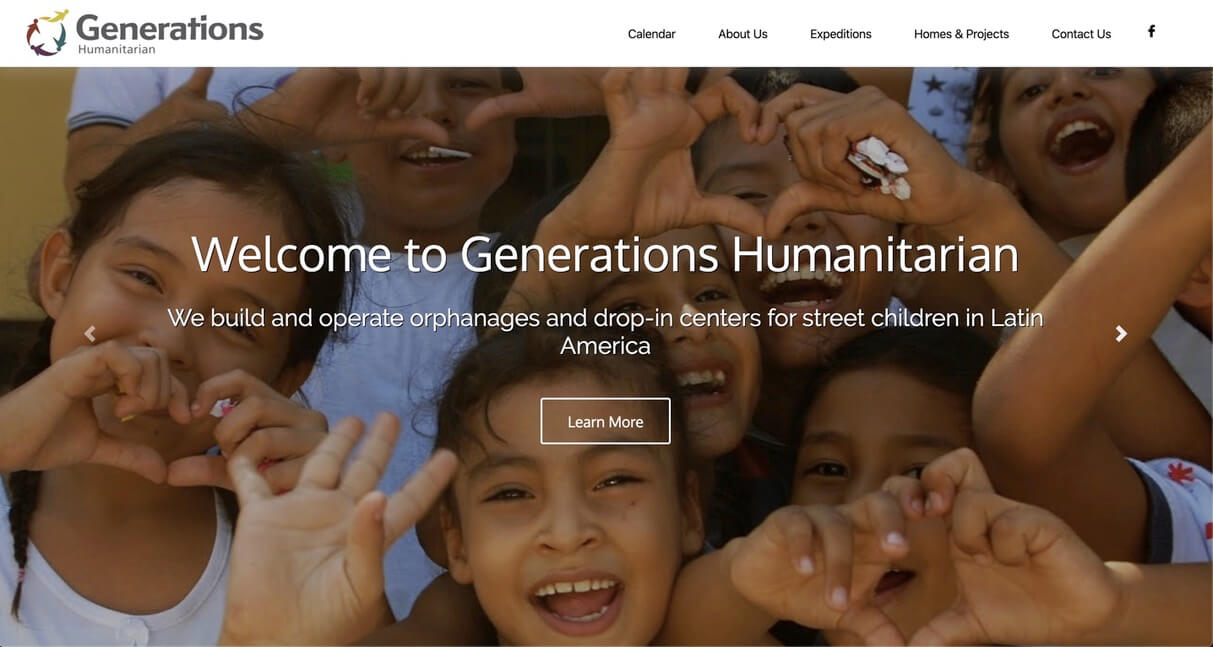 Generations
Humanitarian
Calendar
About Us
Expeditions
Homes & Projects
Contact Us
Welcome to Generations Humanitarian
We build and operate orphanages and drop-in centers for street children in Latin
America
Learn More